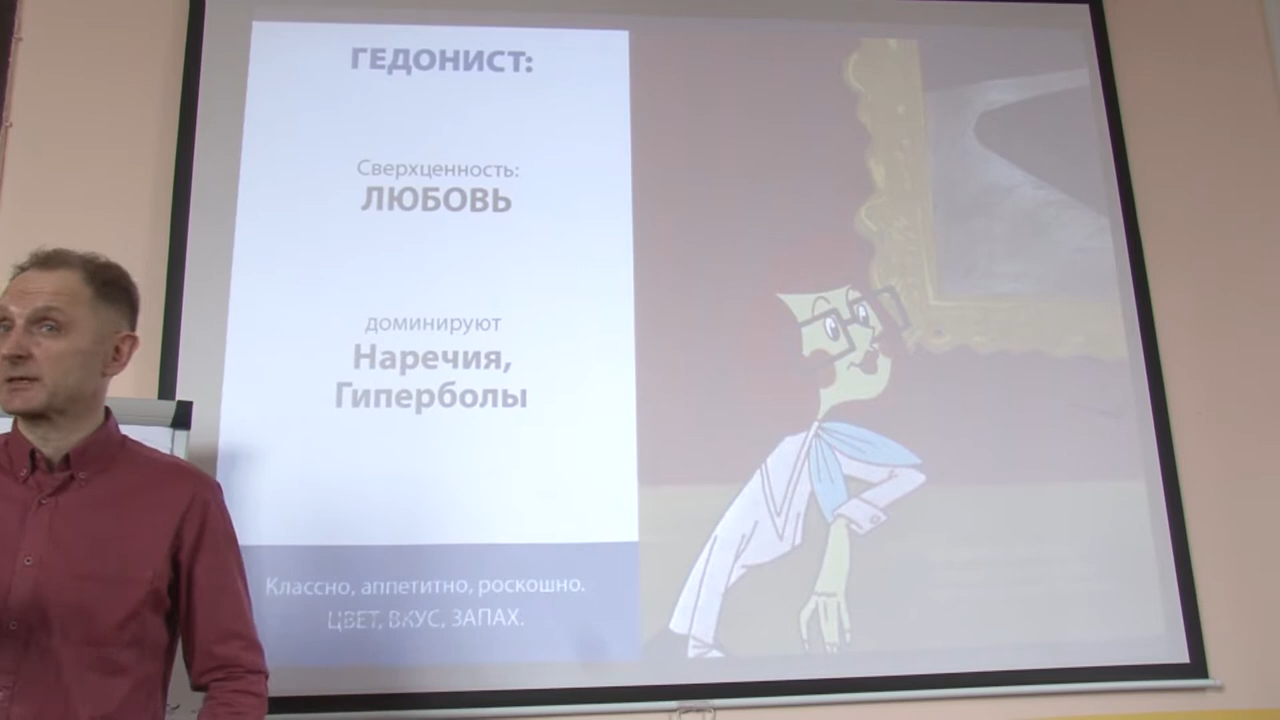 ГЕДОНИСТ:
Сверхценность:
ЛЮБОВЬ
доминируют
Наречия,
Гиперболы
Классно, аппетитно, роскошно.
ЦВЕТ, ВКУС, ЗАПАХ.